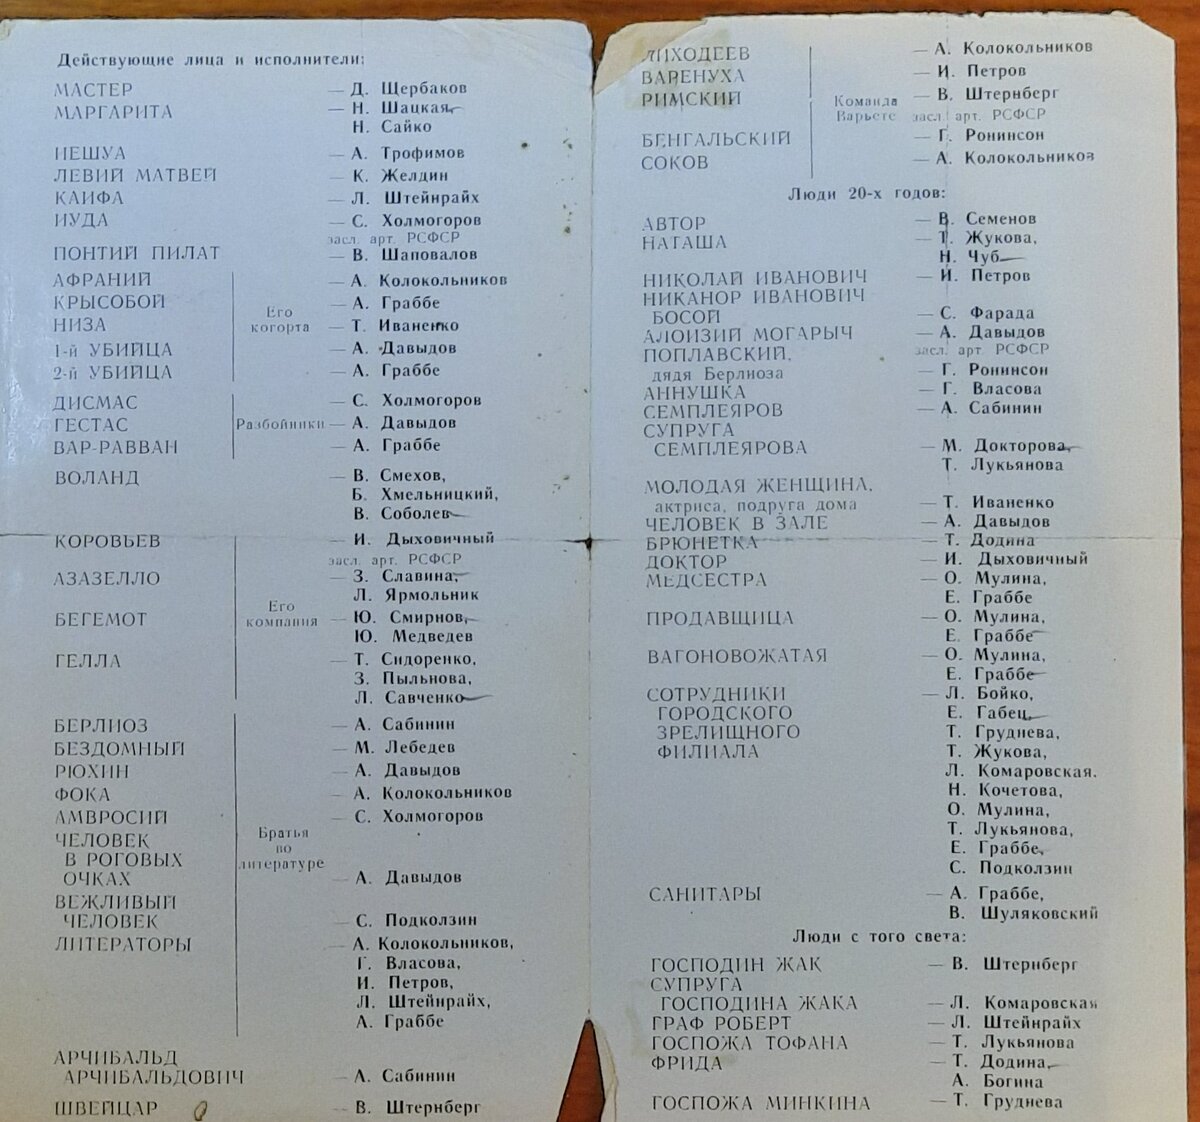 Действующие лица и исполнители:
МАСТЕР — Д. Щербаков
МАРГАРИТА — Н. Шацкая,
Н. Сайко
ИЕШУА — А. Трофимов
ЛЕВИЙ МАТВЕЙ — К. Желдин
КАИФА — Л. Штейнрайх
ИУДА — С. Холмогоров
засл. арт. РСФСР
ПОНТИЙ ПИЛАТ — В. Шаповалов
АФРАНИЙ — А. Колокольников
КРЫСОБОЙ — А. Граббе
Его
когорта
НИЗА — Т. Иваненко
1-й УБИЙЦА — А. Давыдов
2-й УБИЙЦА — А. Граббе
ДИСМАС — С. Холмогоров
ГЕСТАС Разбойники — А. Давыдов
ВАР-РАВВАН — А. Граббе
ВОЛАНД — В. Смехов,
Б. Хмельницкий,
В. Соболев
КОРОВЬЕВ — И. Дыховичный
засл. арт. РСФСР
АЗАЗЕЛЛО — З. Славина,
Л. Ярмольник
Его
компания
БЕГЕМОТ — Ю. Смирнов,
Ю. Медведев
ГЕЛЛА — Т. Сидоренко,
З. Пыльнова,
Л. Савченко
БЕРЛИОЗ — А. Сабинин
БЕЗДОМНЫЙ — М. Лебедев
РЮХИН — А. Давыдов
ФОКА — А. Колокольников
АМВРОСИЙ — С. Холмогоров
Братья
во
литературе
ЧЕЛОВЕК
В РОГОВЫХ
ОЧКАХ — А. Давыдов
ВЕЖЛИВЫЙ
ЧЕЛОВЕК — С. Подколзин
ЛИТЕРАТОРЫ — А. Колокольников,
Г. Власова,
И. Петров,
Л. Штейнрайх,
А. Граббе
АРЧИБАЛЬД
АРЧИБАЛЬДОВИЧ — А. Сабинин
ШВЕЙЦАР — В. Штернберг
ЛИХОДЕЕВ — А. Колокольников
ВАРЕНУХА — И. Петров
РИМСКИЙ — В. Штернберг
Команда
Варьете
засл. арт. РСФСР
БЕНГАЛЬСКИЙ — Г. Ронинсон
СОКОВ — А. Колокольников
Люди 20-х годов:
АВТОР — В. Семенов
НАТАША — Т. Жукова,
Н. Чуб
НИКОЛАЙ ИВАНОВИЧ — И. Петров
НИКАНОР ИВАНОВИЧ
БОСОЙ — С. Фарада
АЛОИЗИЙ МОГАРЫЧ — А. Давыдов
засл. арт. РСФСР
ПОПЛАВСКИЙ,
дядя Берлиоза — Г. Ронинсон
АННУШКА — Г. Власова
СЕМПЛЕЯРОВ — А. Сабинин
СУПРУГА
СЕМПЛЕЯРОВА — М. Докторова,
Т. Лукьянова
МОЛОДАЯ ЖЕНЩИНА,
актриса, подруга дома — Т. Иваненко
ЧЕЛОВЕК В ЗАЛЕ — А. Давыдов
БРЮНЕТКА — Т. Додина
ДОКТОР — И. Дыховичный
МЕДСЕСТРА — О. Мулина,
Е. Граббе
ПРОДАВЩИЦА — О. Мулина,
Е. Граббе
ВАГОНОВОЖАТАЯ — О. Мулина,
Е. Граббе
СОТРУДНИКИ — Л. Бойко,
ГОРОДСКОГО Е. Габец,
ЗРЕЛИЩНОГО Т. Груднева,
ФИЛИАЛА Т. Жукова,
Л. Комаровская.
Н. Кочетова,
О. Мулина,
Т. Лукьянова,
Е. Граббе,
С. Подколзин
САНИТАРЫ — А. Граббе,
В. Шуляковский
Люди с того света:
ГОСПОДИН ЖАК — В. Штернберг
СУПРУГА
ГОСПОДИНА ЖАКА — Л. Комаровская
ГРАФ РОБЕРТ — Л. Штейнрайх
ГОСПОЖА ТОФАНА — Т. Лукьянова
ФРИДА — Т. Додина,
А. Богина
ГОСПОЖА МИНКИНА — Т. Груднева